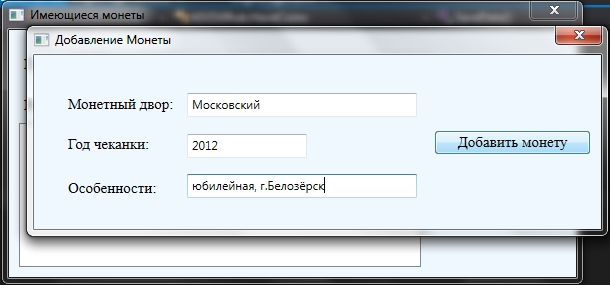 Имеющиеся монеты
Добавление Монеты
Монетный двор: Московский
Год чеканки: 2012
Добавить монету
Особенности: юбилейная, г.Белозёрск